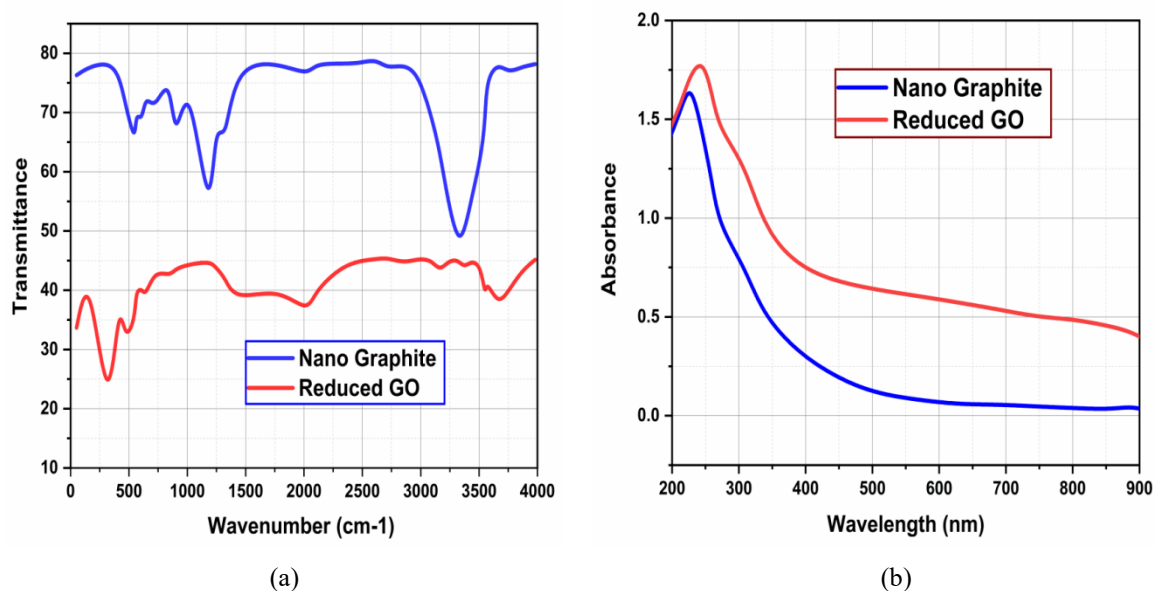 80
70
60
50
40
30
20
10
Transmittance
Nano Graphite
Reduced GO
0 500 1000 1500 2000 2500 3000 3500 4000
Wavenumber (cm-1)
(a)
2.0
1.5
1.0
0.5
0.0
Absorbance
Nano Graphite
Reduced GO
200 300 400 500 600 700 800 900
Wavelength (nm)
(b)